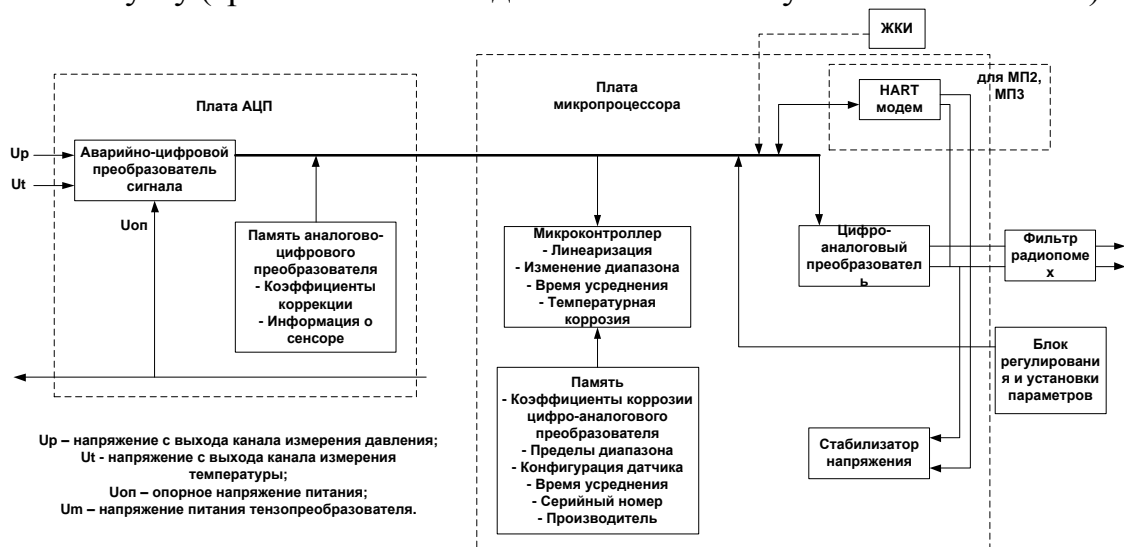 ЖКИ
Плата АЦП
Плата
микропроцессора
для МП2,
МП3
HART
модем
Up
Ut
Аварийно-цифровой
преобразователь
сигнала
Uоп
Память аналогово-
цифрового
преобразователя
- Коэффициенты
коррекции
- Информация о
сенсоре
Микроконтроллер
- Линеаризация
- Изменение диапазона
- Время усреднения
- Температурная
коррозия
Цифро-
аналоговый
преобразовател
ь
Фильтр
радиопоме
х
Блок
регулировани
я и установки
параметров
Память
- Коэффициенты коррозии
цифро-аналогового
преобразователя
- Пределы диапазона
- Конфигурация датчика
- Время усреднения
- Серийный номер
- Производитель
Стабилизатор
напряжения
Up – напряжение с выхода канала измерения давления;
Ut - напряжение с выхода канала измерения
температуры;
Uоп – опорное напряжение питания;
Um – напряжение питания тензопреобразователя.